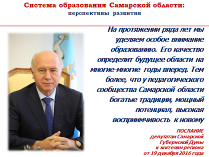 Система образования Самарской области:
перспективы развития
На протяжении ряда лет мы
уделяем особое внимание
образованию. Его качество
определит будущее области на
многие-многие годы вперед. Тем
более, что у педагогического
сообщества Самарской области
богатые традиции, мощный
потенциал, высокая
восприимчивость к новому
ПОСЛАНИЕ
депутатам Самарской
Губернской Думы
и жителям региона
от 19 декабря 2016 года